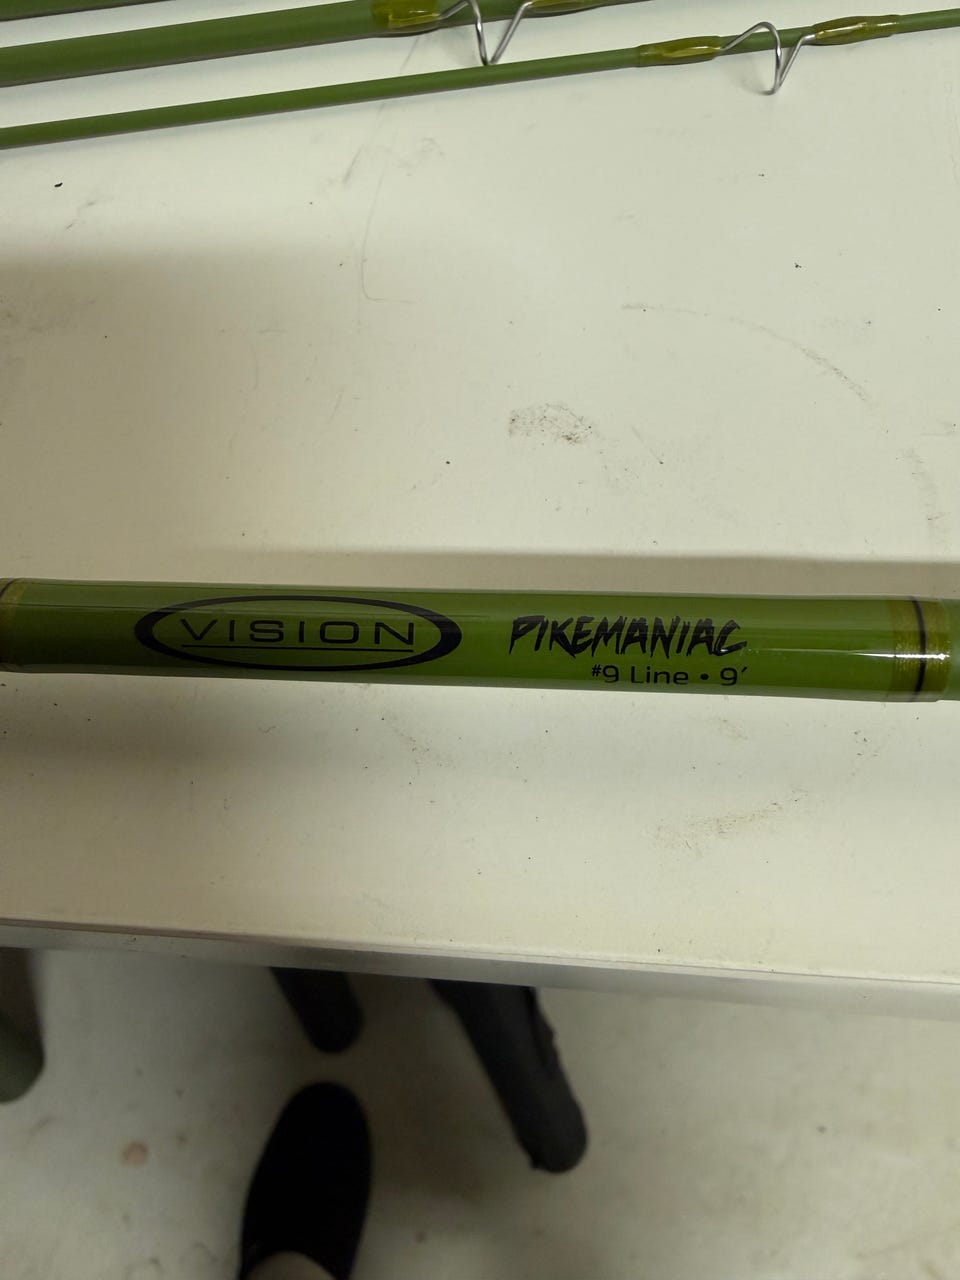 VISION
PIKEMANIAC
#9 Line • 9′